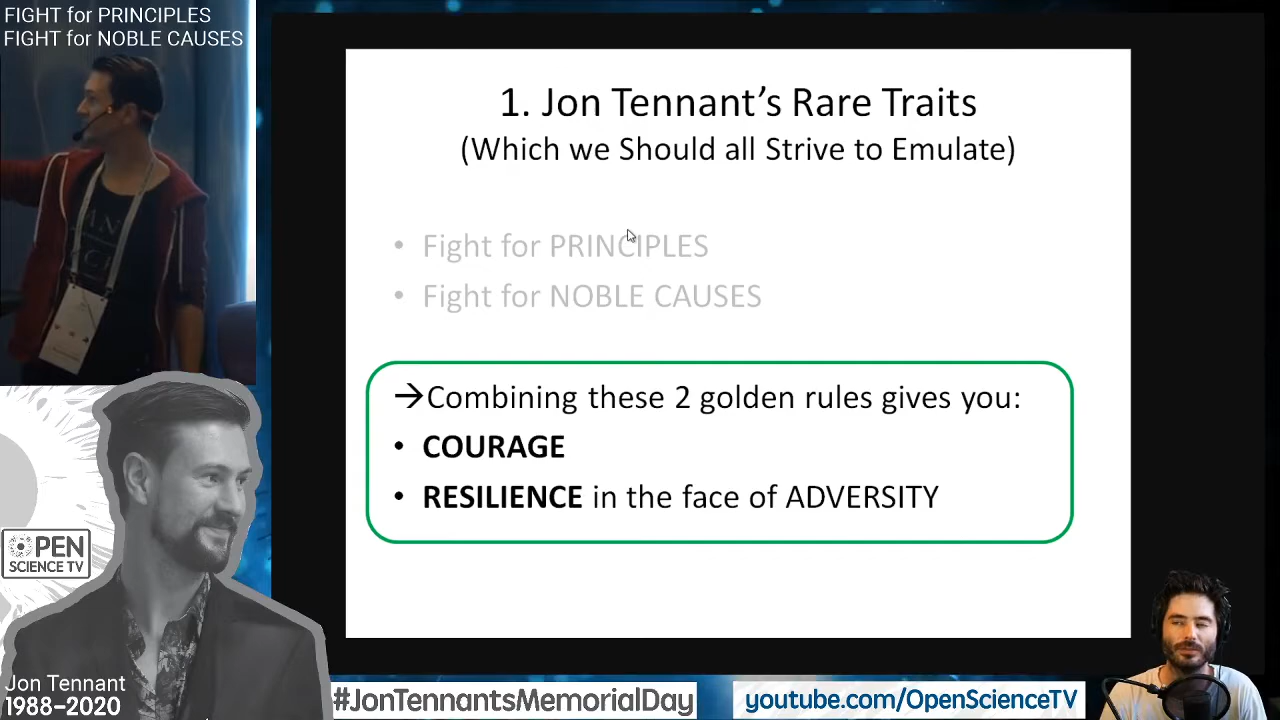 FIGHT for PRINCIPLES
FIGHT for NOBLE CAUSES
1. Jon Tennant’s Rare Traits
(Which we Should all Strive to Emulate)
• Fight for PRINCIPLES
• Fight for NOBLE CAUSES
→Combining these 2 golden rules gives you:
• COURAGE
• RESILIENCE in the face of ADVERSITY
OPEN
SCIENCE TV
Jon Tennant
1988–2020
#JonTennantsMemorialDay
youtube.com/OpenScienceTV